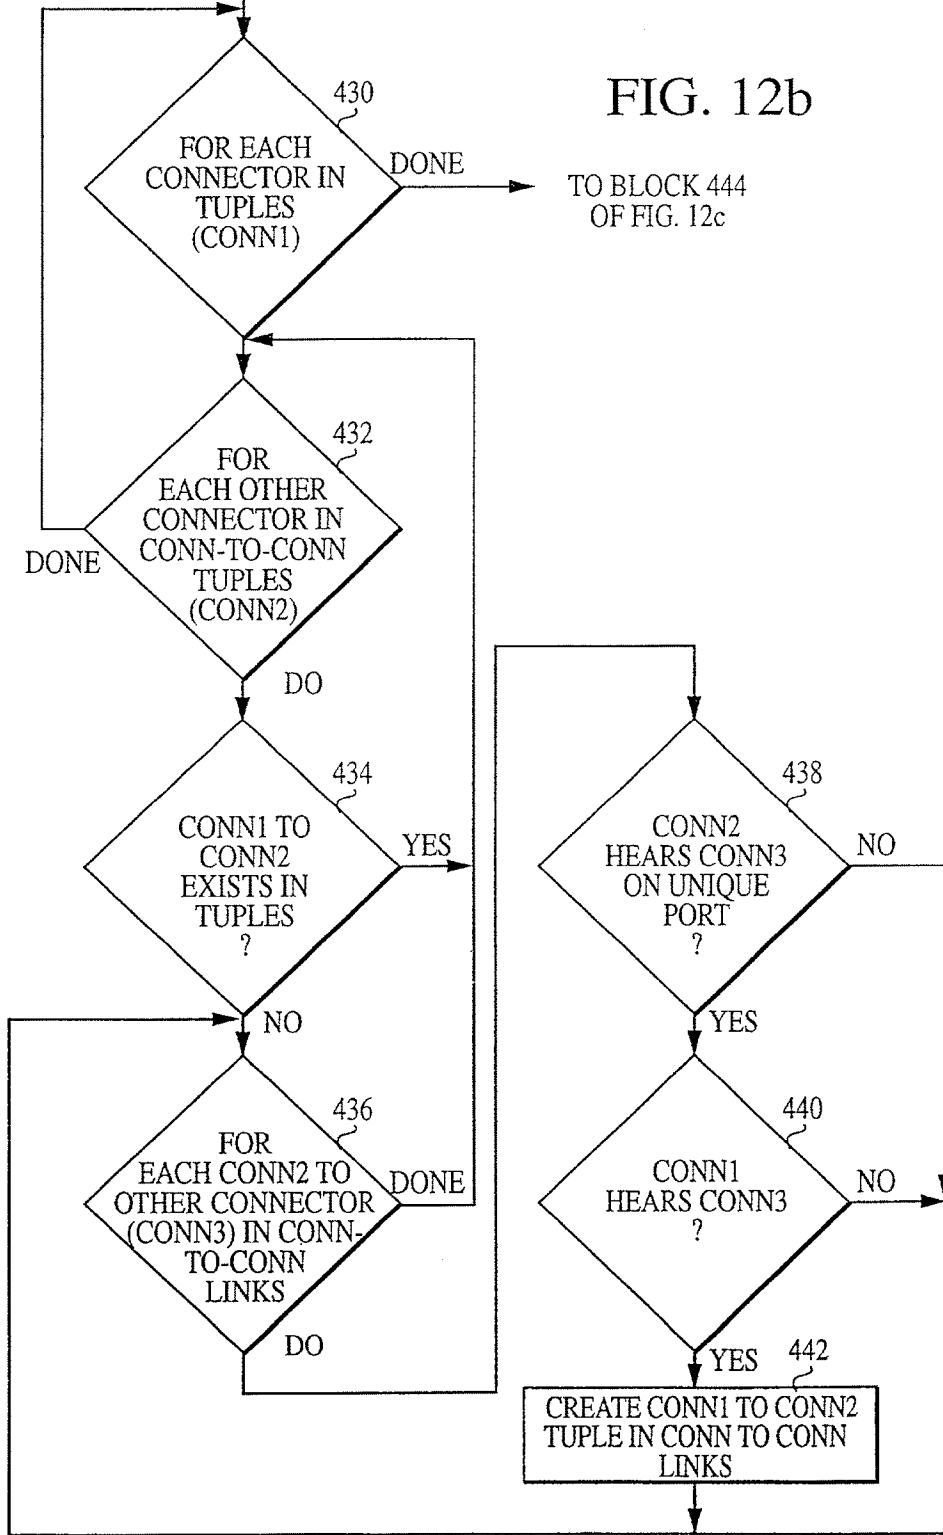 FIG. 12b
430
FOR EACH
CONNECTOR IN
TUPLES
(CONN1)
DONE
TO BLOCK 444
OF FIG. 12c
432
FOR
EACH OTHER
CONNECTOR IN
CONN-TO-CONN
TUPLES
(CONN2)
DONE
DO
434
CONN1 TO
CONN2
EXISTS IN
TUPLES
?
YES
NO
436
FOR
EACH CONN2 TO
OTHER CONNECTOR
(CONN3) IN CONN-
TO-CONN
LINKS
DONE
DO
438
CONN2
HEARS CONN3
ON UNIQUE
PORT
?
NO
YES
440
CONN1
HEARS CONN3
?
NO
YES
442
CREATE CONN1 TO CONN2
TUPLE IN CONN TO CONN
LINKS